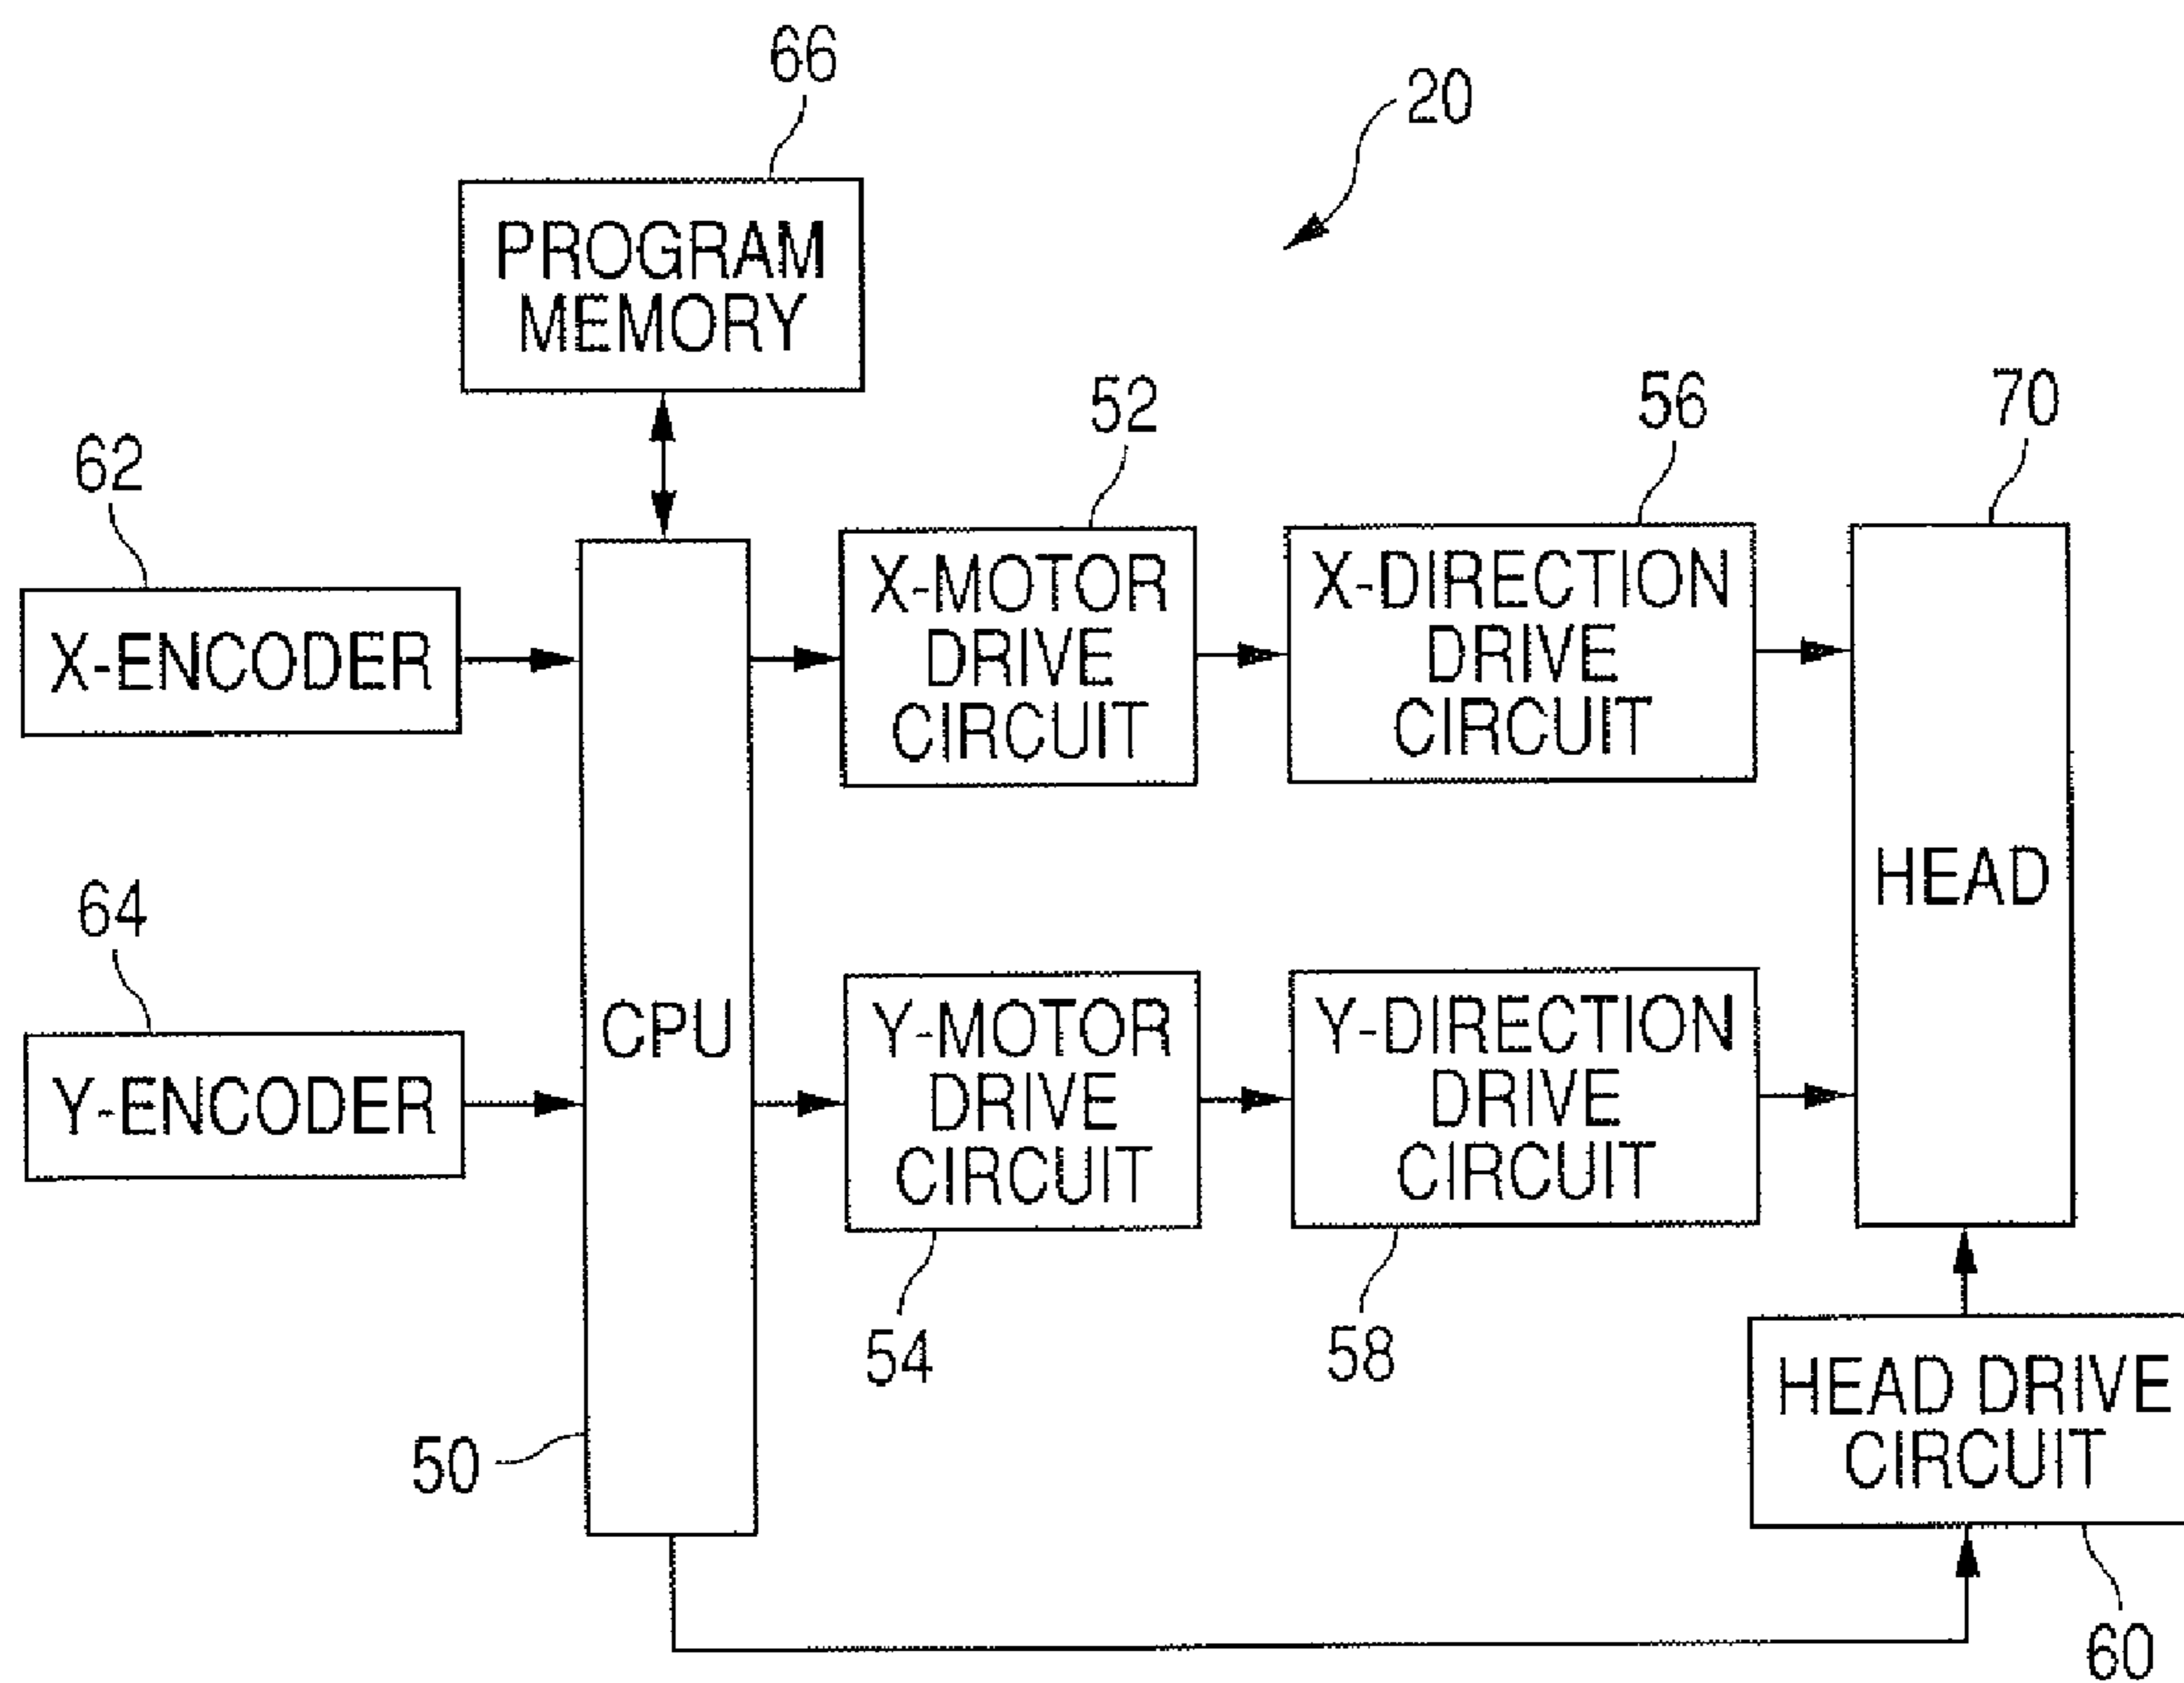 66
20
PROGRAM
MEMORY
62
52
56
70
X-ENCODER
X-MOTOR
DRIVE
CIRCUIT
X-DIRECTION
DRIVE
CIRCUIT
HEAD
64
CPU
Y-ENCODER
Y-MOTOR
DRIVE
CIRCUIT
Y-DIRECTION
DRIVE
CIRCUIT
54
58
50
HEAD DRIVE
CIRCUIT
60